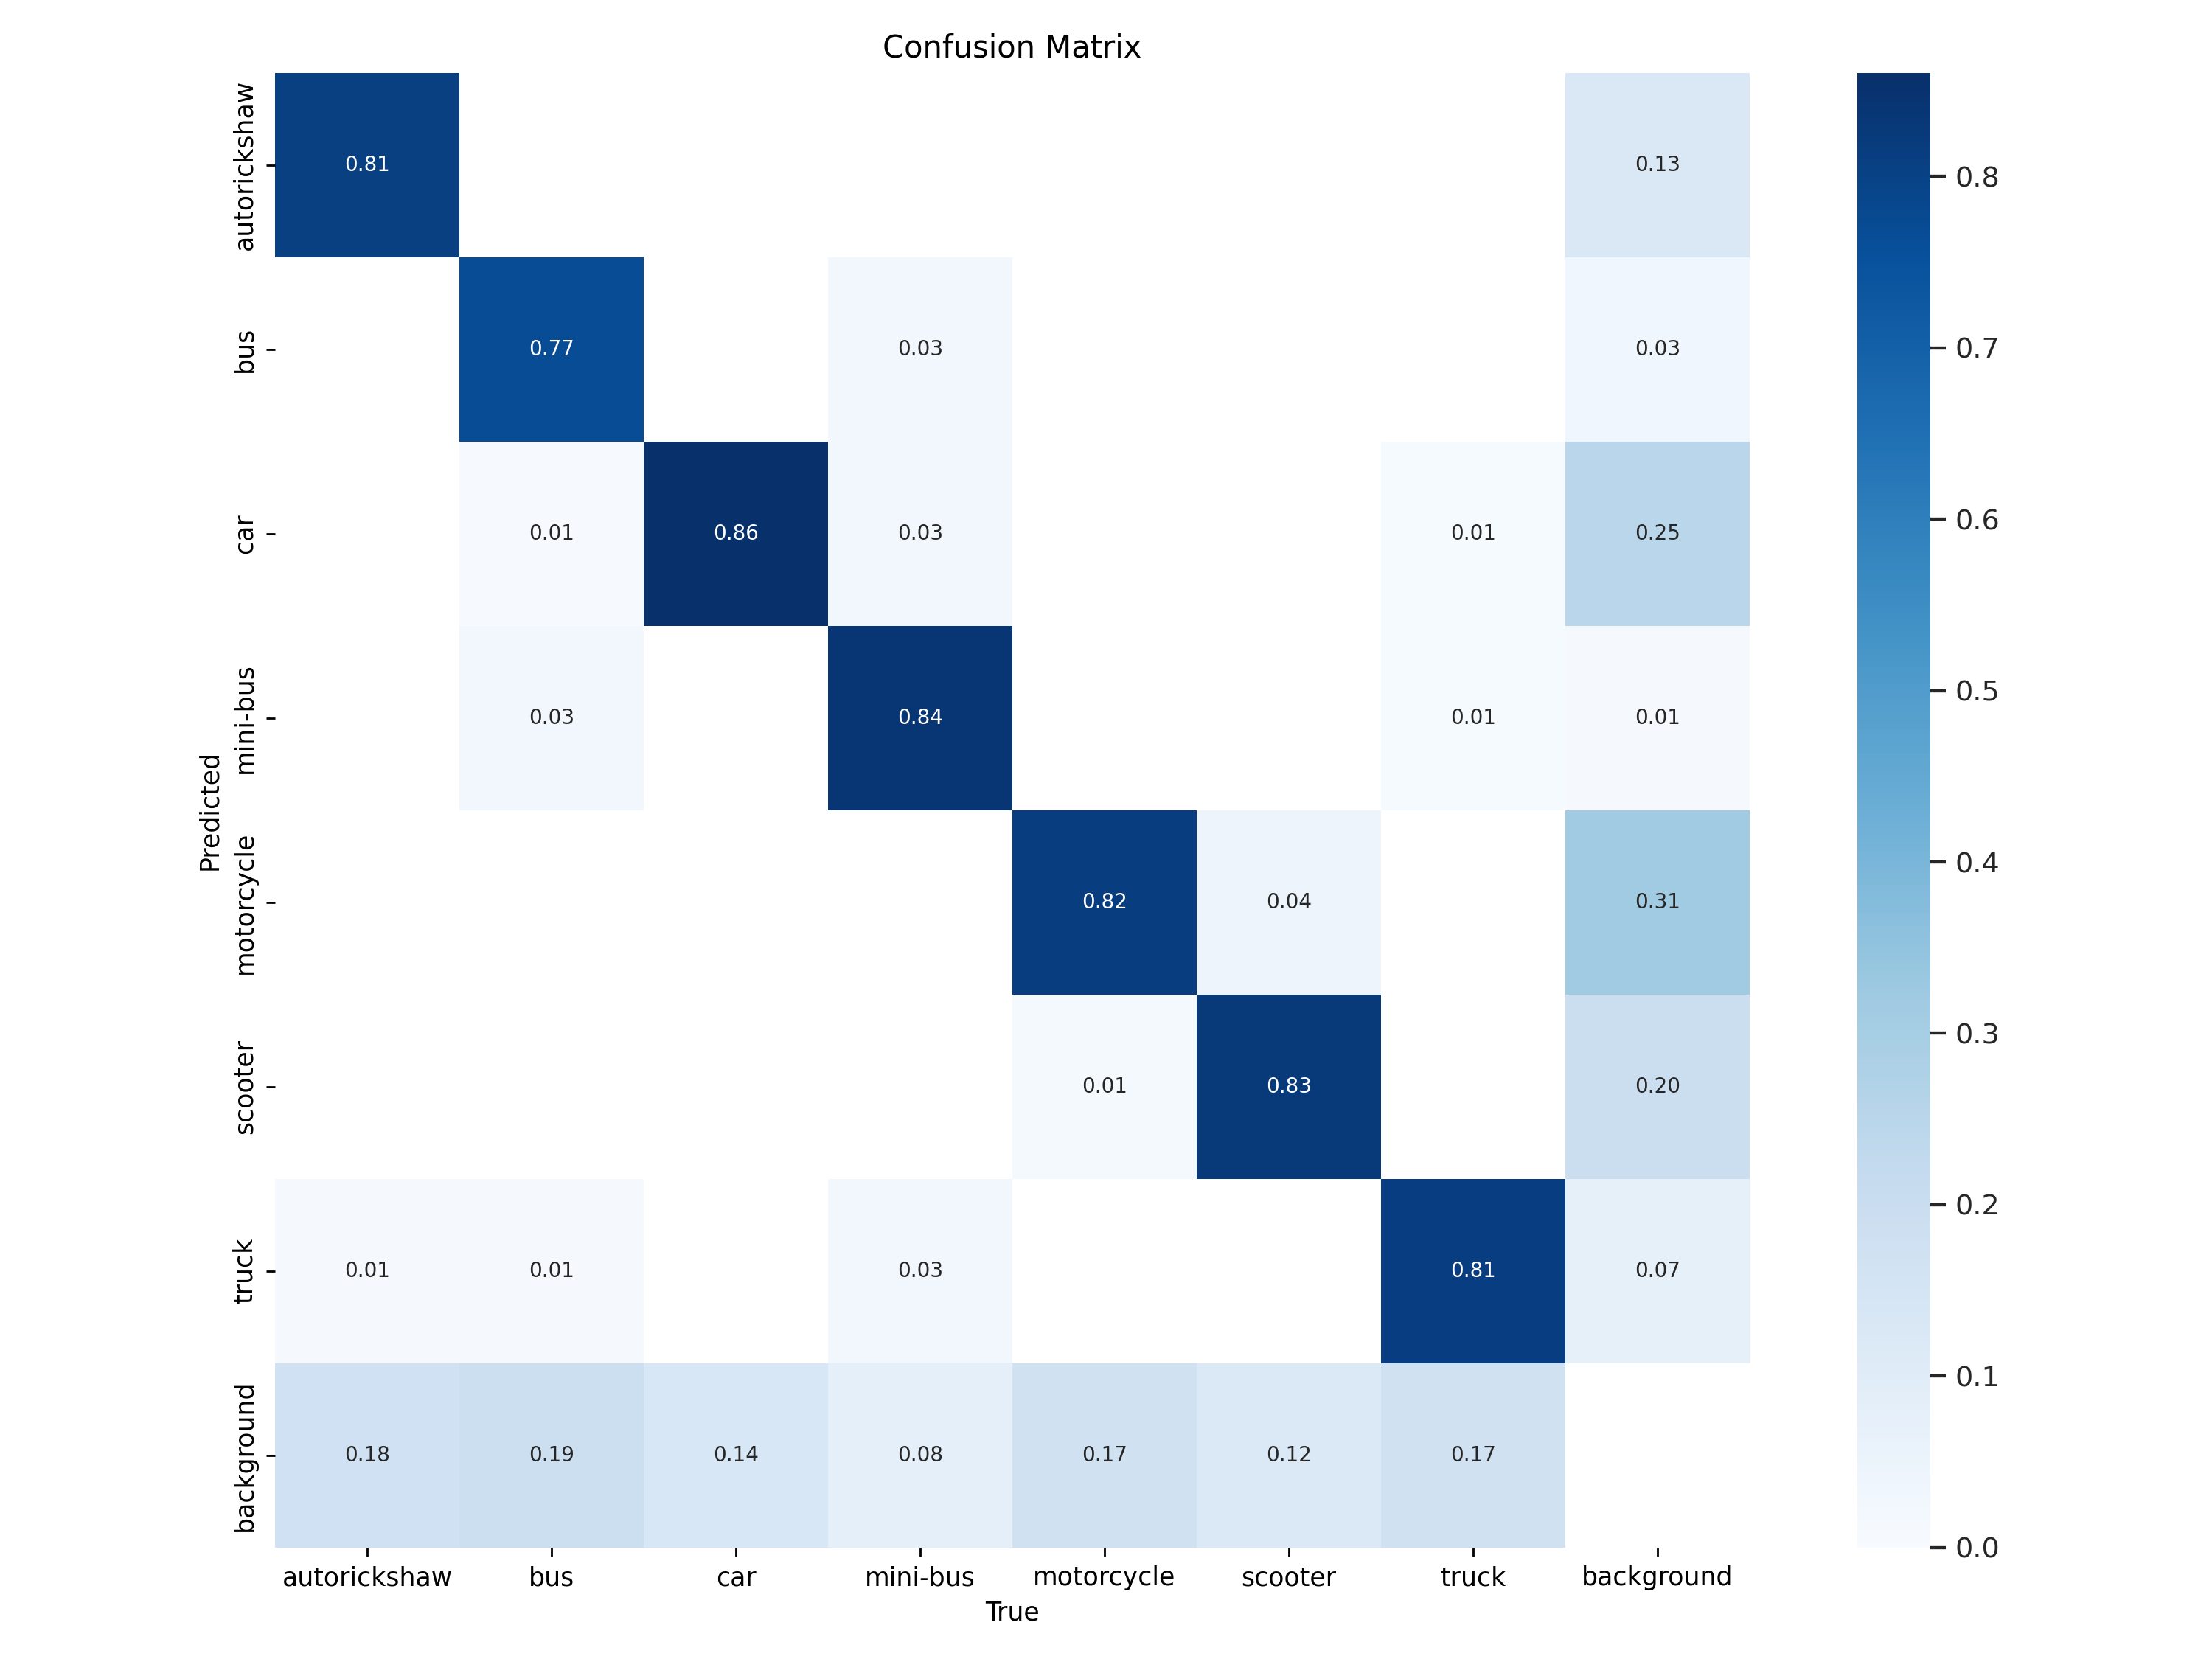 Confusion Matrix
autorickshaw 0.81 0.13
bus 0.77 0.03 0.03
car 0.01 0.86 0.03 0.01 0.25
mini-bus 0.03 0.84 0.01 0.01
motorcycle 0.82 0.04 0.31
scooter 0.01 0.83 0.20
truck 0.01 0.01 0.03 0.81 0.07
background 0.18 0.19 0.14 0.08 0.17 0.12 0.17
Predicted
autorickshaw bus car mini-bus motorcycle scooter truck background
True
0.8
0.7
0.6
0.5
0.4
0.3
0.2
0.1
0.0